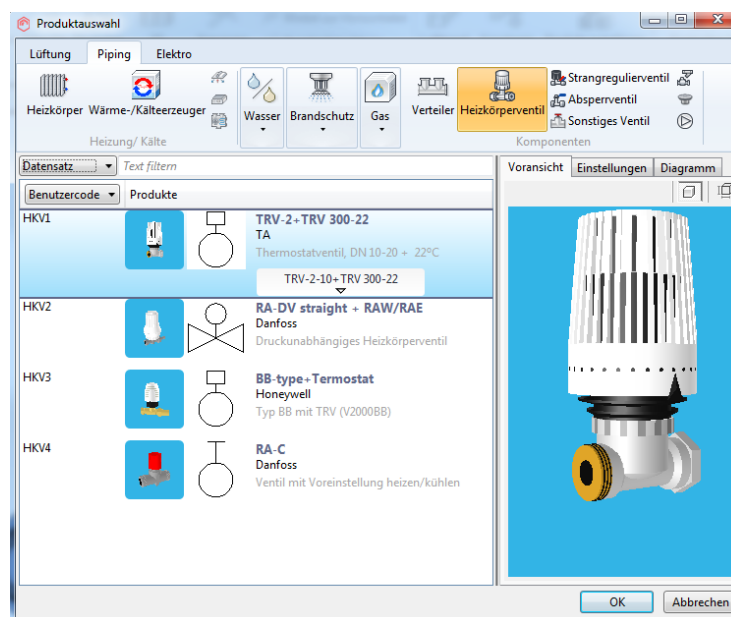 Produktauswahl
Lüftung Piping Elektro
Heizkörper Wärme-/Kälteerzeuger Wasser Brandschutz Gas Verteiler Heizkörperventil Strangregulierventil
Absperrventil
Sonstiges Ventil
Heizung/ Kälte Komponenten
Datensatz Text filtern
Voransicht Einstellungen Diagramm
Benutzercode Produkte
HKV1 TRV-2+TRV 300-22
TA
Thermostatventil, DN 10-20 + 22ºC
TRV-2-10+TRV 300-22
HKV2 RA-DV straight + RAW/RAE
Danfoss
Druckunabhängiges Heizkörperventil
HKV3 BB-type+Termostat
Honeywell
Typ BB mit TRV (V2000BB)
HKV4 RA-C
Danfoss
Ventil mit Voreinstellung heizen/kühlen
OK Abbrechen